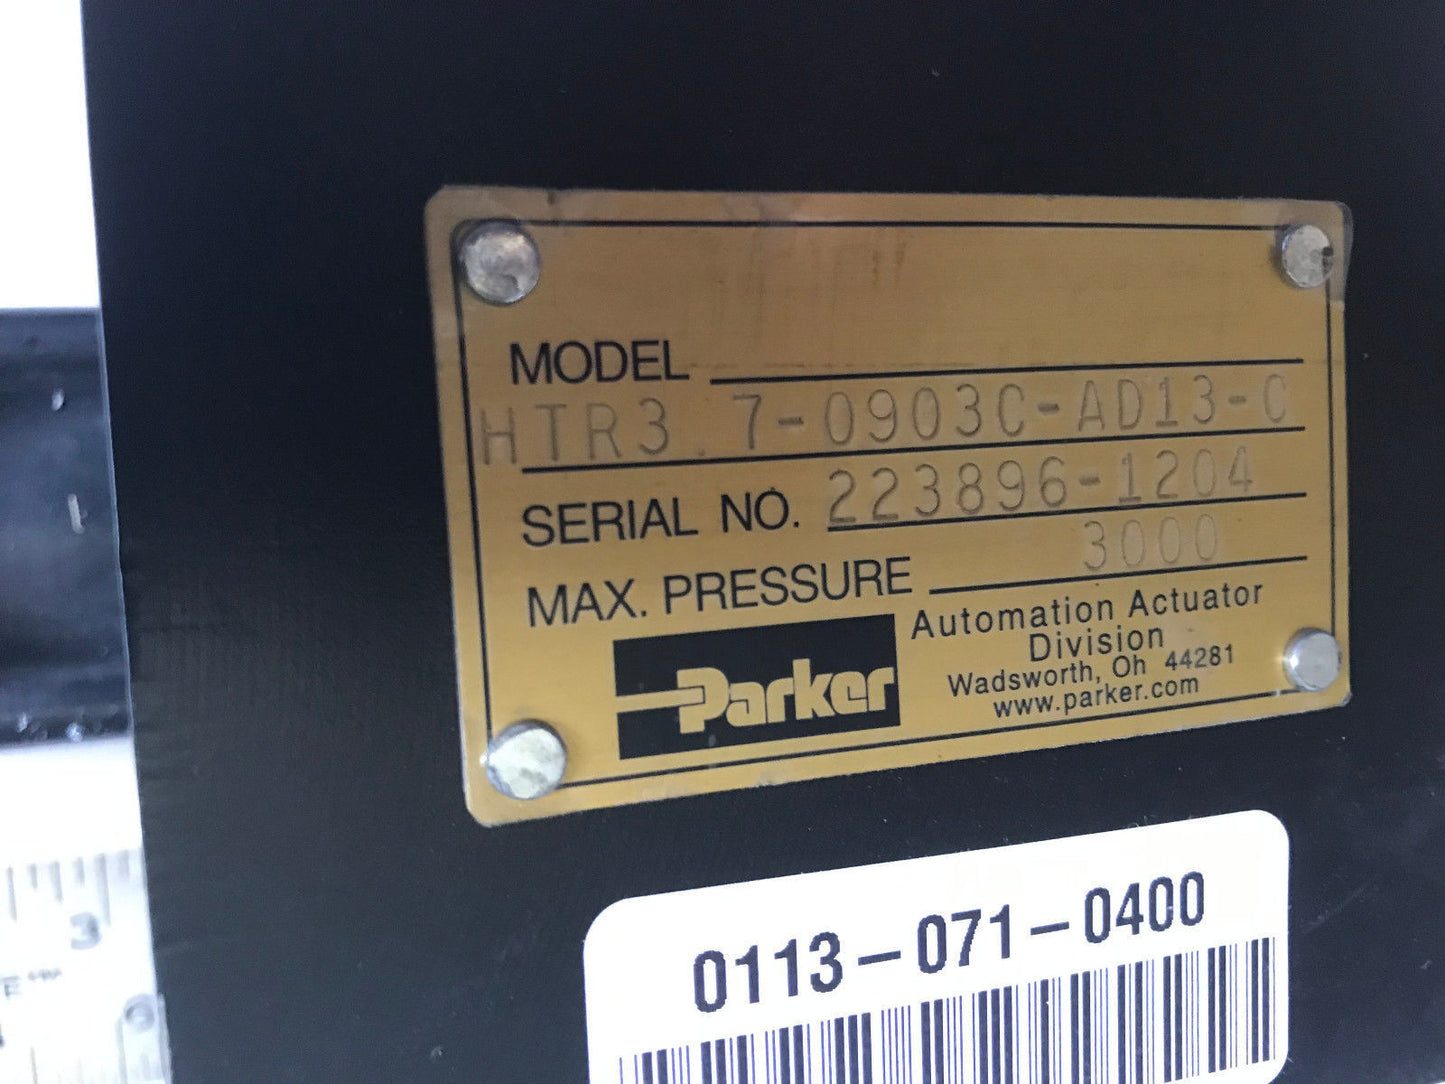 MODEL
HTR3.7-0903C-AD13-C
SERIAL NO. 223896-1204
MAX. PRESSURE 3000
Parker
Automation Actuator
Division
Wadsworth, Oh 44281
www.parker.com
0113-071-0400
3